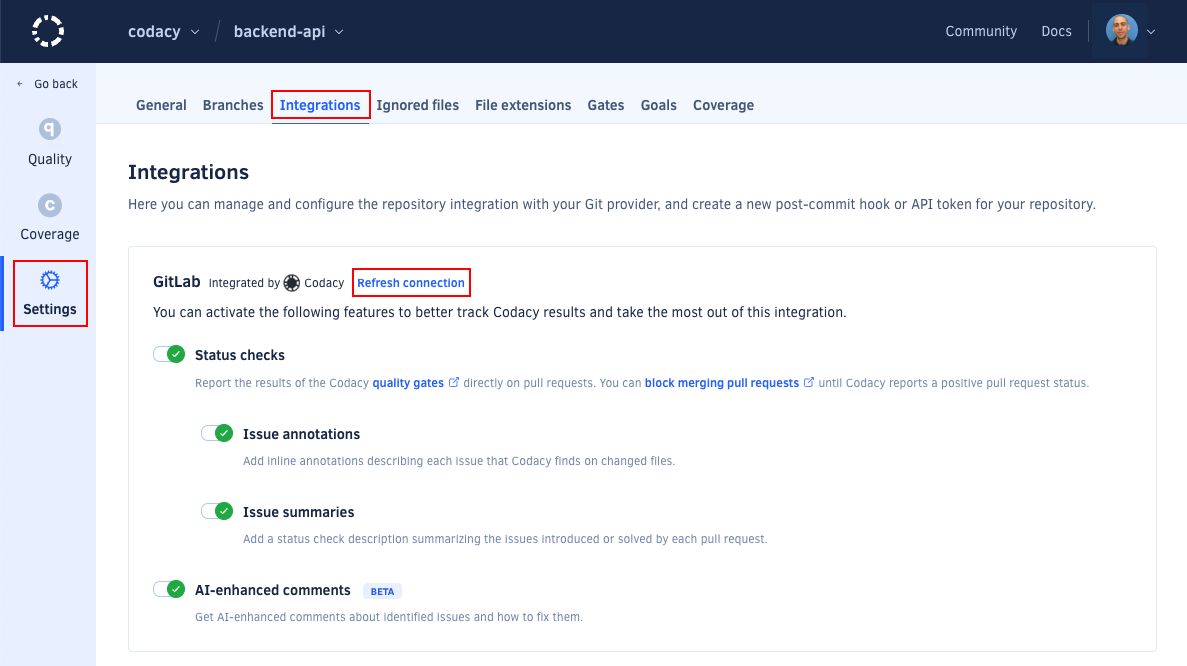 codacy / backend-api Community Docs
← Go back
General Branches Integrations Ignored files File extensions Gates Goals Coverage
Quality
Coverage
Settings
Integrations
Here you can manage and configure the repository integration with your Git provider, and create a new post-commit hook or API token for your repository.
GitLab Integrated by Codacy Refresh connection
You can activate the following features to better track Codacy results and take the most out of this integration.
Status checks
Report the results of the Codacy quality gates directly on pull requests. You can block merging pull requests until Codacy reports a positive pull request status.
Issue annotations
Add inline annotations describing each issue that Codacy finds on changed files.
Issue summaries
Add a status check description summarizing the issues introduced or solved by each pull request.
AI-enhanced comments BETA
Get AI-enhanced comments about identified issues and how to fix them.